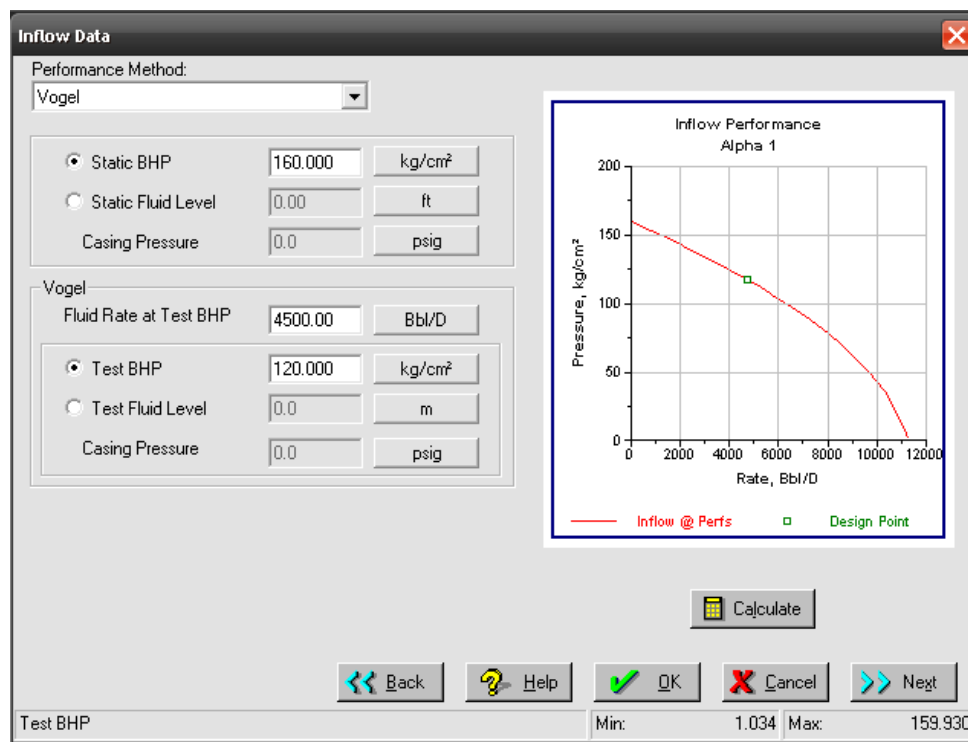 Inflow Data
Performance Method:
Vogel
Static BHP 160.000 kg/cm²
Static Fluid Level 0.00 ft
Casing Pressure 0.0 psig
Vogel
Fluid Rate at Test BHP 4500.00 Bbl/D
Test BHP 120.000 kg/cm²
Test Fluid Level 0.0 m
Casing Pressure 0.0 psig
Inflow Performance
Alpha 1
200
150
100
50
0
Pressure, kg/cm²
0 2000 4000 6000 8000 10000 12000
Rate, Bbl/D
Inflow @ Perfs Design Point
Calculate
Back Help OK Cancel Next
Test BHP Min: 1.034 Max: 159.930